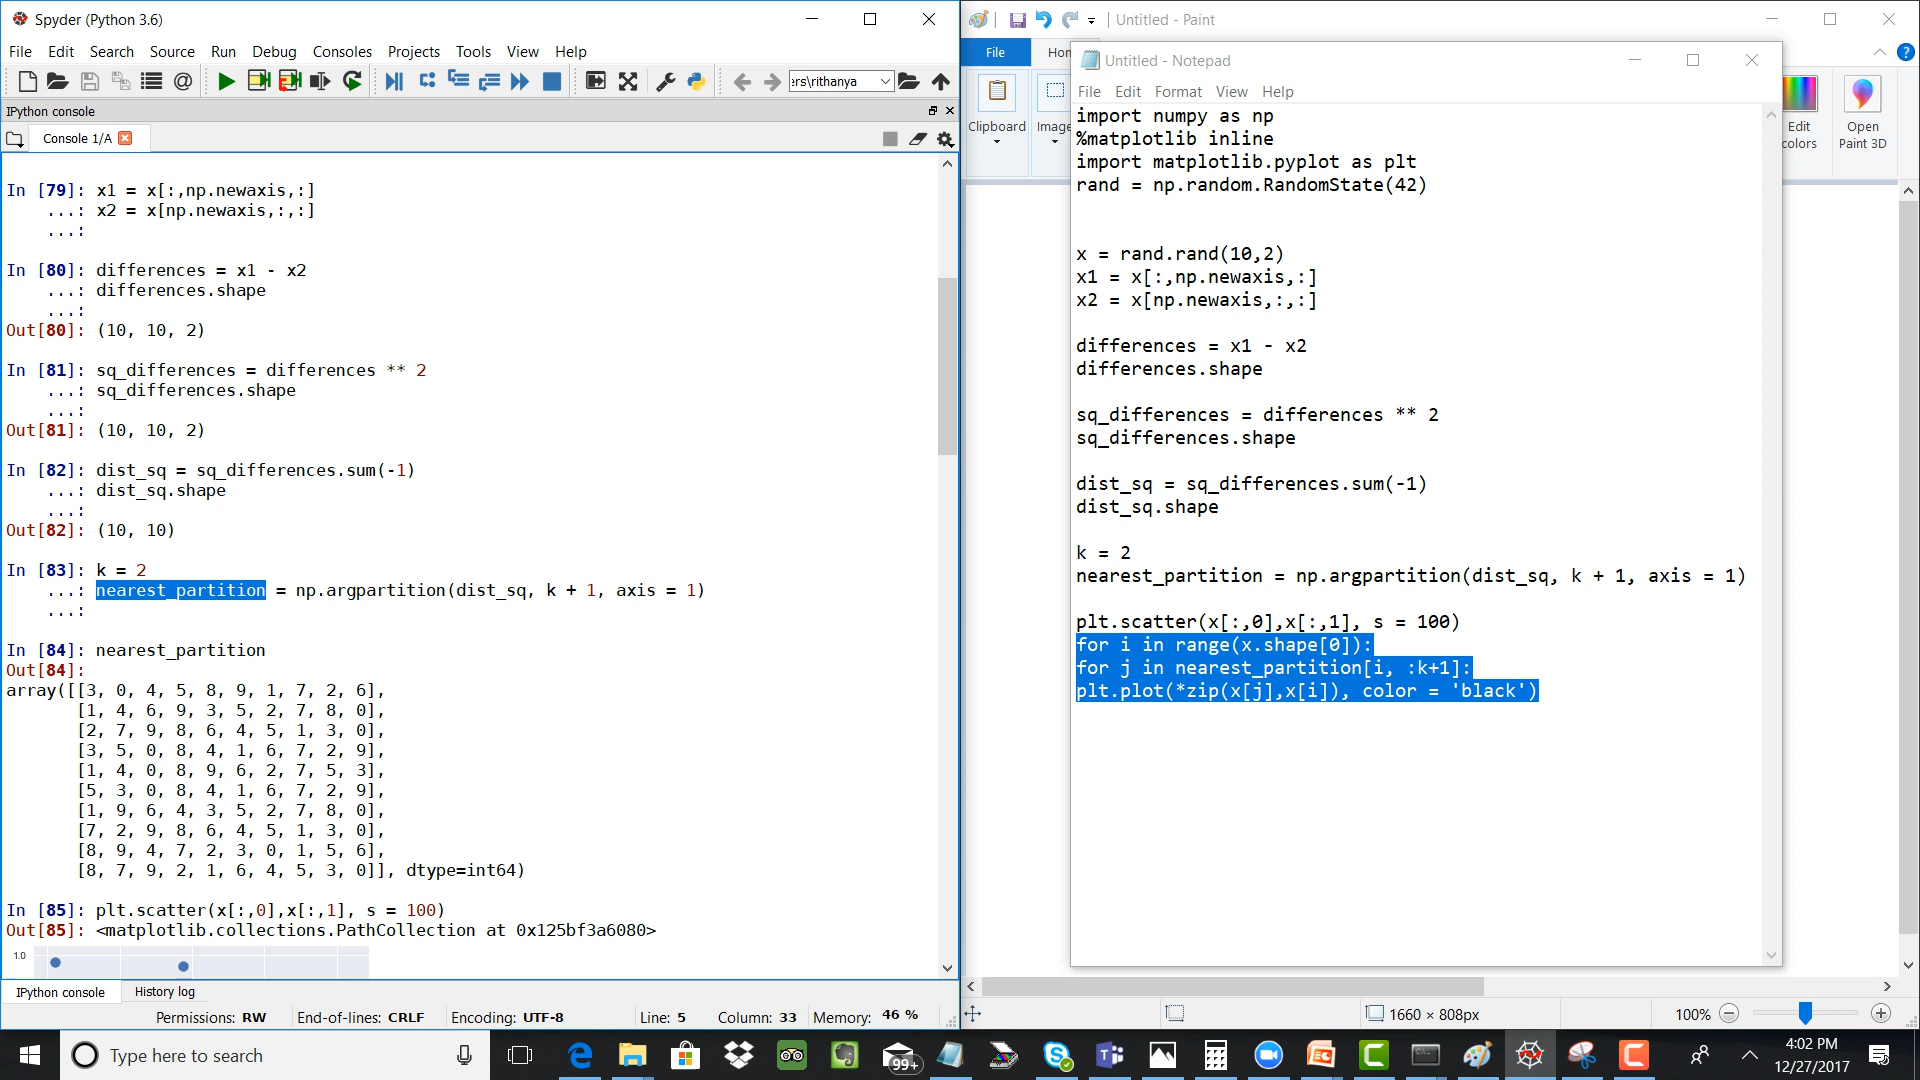 Spyder (Python 3.6)
File Edit Search Source Run Debug Consoles Projects Tools View Help
ers\rithanya
IPython console
Console 1/A
In [79]: x1 = x[:,np.newaxis,:]
...: x2 = x[np.newaxis,:,:]
...:
In [80]: differences = x1 - x2
...: differences.shape
...:
Out[80]: (10, 10, 2)
In [81]: sq_differences = differences ** 2
...: sq_differences.shape
...:
Out[81]: (10, 10, 2)
In [82]: dist_sq = sq_differences.sum(-1)
...: dist_sq.shape
...:
Out[82]: (10, 10)
In [83]: k = 2
...: nearest_partition = np.argpartition(dist_sq, k + 1, axis = 1)
...:
In [84]: nearest_partition
Out[84]:
array([[3, 0, 4, 5, 8, 9, 1, 7, 2, 6],
[1, 4, 6, 9, 3, 5, 2, 7, 8, 0],
[2, 7, 9, 8, 6, 4, 5, 1, 3, 0],
[3, 5, 0, 8, 4, 1, 6, 7, 2, 9],
[1, 4, 0, 8, 9, 6, 2, 7, 5, 3],
[5, 3, 0, 8, 4, 1, 6, 7, 2, 9],
[1, 9, 6, 4, 3, 5, 2, 7, 8, 0],
[7, 2, 9, 8, 6, 4, 5, 1, 3, 0],
[8, 9, 4, 7, 2, 3, 0, 1, 5, 6],
[8, 7, 9, 2, 1, 6, 4, 5, 3, 0]], dtype=int64)
In [85]: plt.scatter(x[:,0],x[:,1], s = 100)
Out[85]: <matplotlib.collections.PathCollection at 0x125bf3a6080>
1.0
IPython console History log
Permissions: RW End-of-lines: CRLF Encoding: UTF-8 Line: 5 Column: 33 Memory: 46 %
Untitled - Paint
File Hon
Clipboard
Image
Edit colors
Open Paint 3D
Untitled - Notepad
File Edit Format View Help
import numpy as np
%matplotlib inline
import matplotlib.pyplot as plt
rand = np.random.RandomState(42)
x = rand.rand(10,2)
x1 = x[:,np.newaxis,:]
x2 = x[np.newaxis,:,:]
differences = x1 - x2
differences.shape
sq_differences = differences ** 2
sq_differences.shape
dist_sq = sq_differences.sum(-1)
dist_sq.shape
k = 2
nearest_partition = np.argpartition(dist_sq, k + 1, axis = 1)
plt.scatter(x[:,0],x[:,1], s = 100)
for i in range(x.shape[0]):
for j in nearest_partition[i, :k+1]:
plt.plot(*zip(x[j],x[i]), color = 'black')
1660 × 808px
100%
Type here to search
99+
4:02 PM
12/27/2017